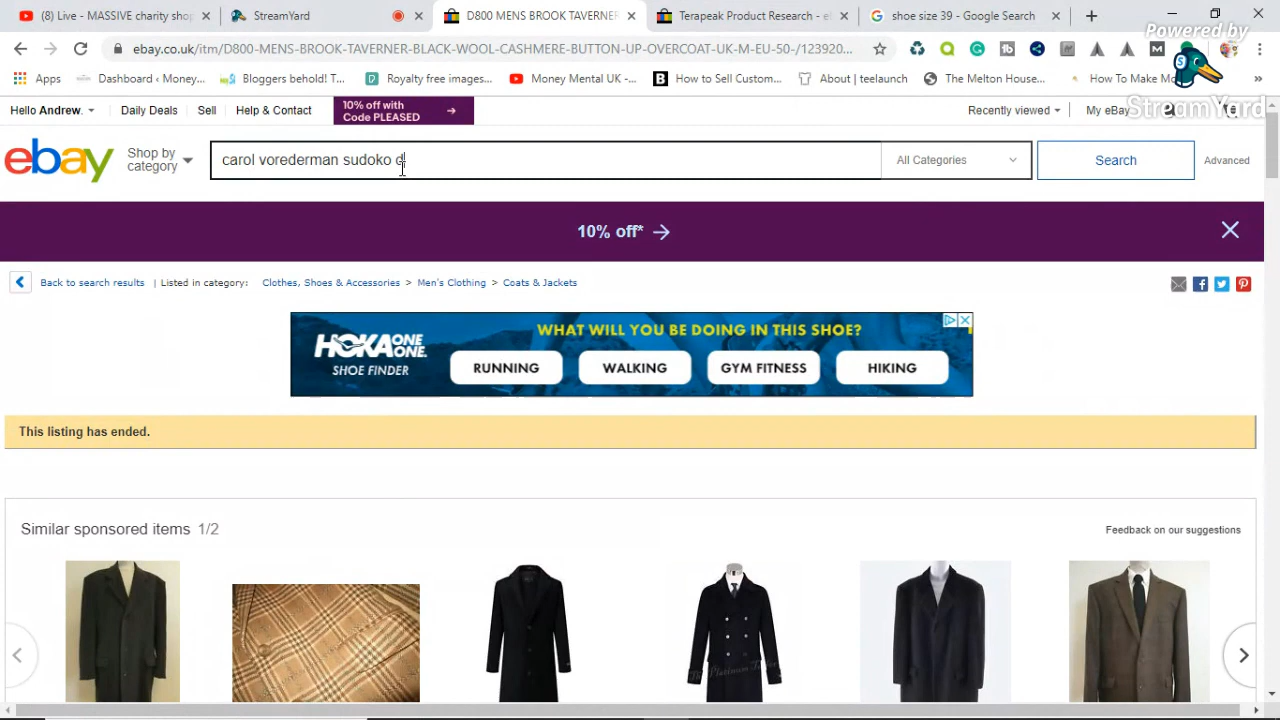 (8) Live - MASSIVE charity shop
StreamYard
D800 MENS BROOK TAVERNER
Terapeak Product Research - eb
shoe size 39 - Google Search
ebay.co.uk/itm/D800-MENS-BROOK-TAVERNER-BLACK-WOOL-CASHMERE-BUTTON-UP-OVERCOAT-UK-M-EU-50-/123920...
Powered by
StreamYard
Apps
Dashboard ‹ Money...
Bloggers behold! T...
Royalty free images...
Money Mental UK -...
How to Sell Custom...
About | teelaunch
The Melton House...
How To Make Mo
Hello Andrew.
Daily Deals
Sell
Help & Contact
10% off with
Code PLEASED
Recently viewed
My eBay
ebay
Shop by
category
carol vorederman sudoko d
All Categories
Search
Advanced
10% off*
Back to search results | Listed in category: Clothes, Shoes & Accessories > Men's Clothing > Coats & Jackets
HOKA ONE ONE.
SHOE FINDER
WHAT WILL YOU BE DOING IN THIS SHOE?
RUNNING
WALKING
GYM FITNESS
HIKING
This listing has ended.
Similar sponsored items 1/2
Feedback on our suggestions